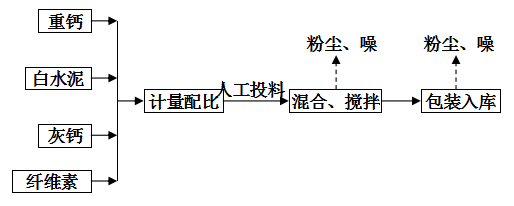 重钙
粉尘、噪
粉尘、噪
白水泥
人工投料
计量配比
混合、搅拌
包装入库
灰钙
纤维素